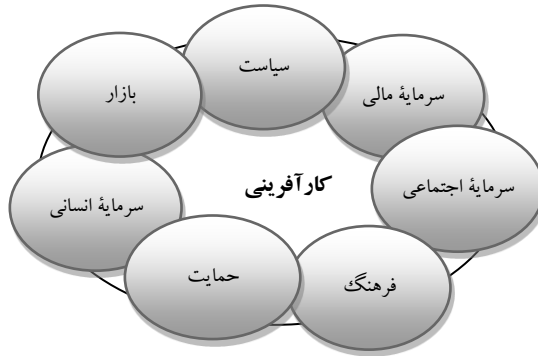 سیاست
سرمایهٔ مالی
بازار
کارآفرینی
سرمایهٔ اجتماعی
سرمایهٔ انسانی
حمایت
فرهنگ